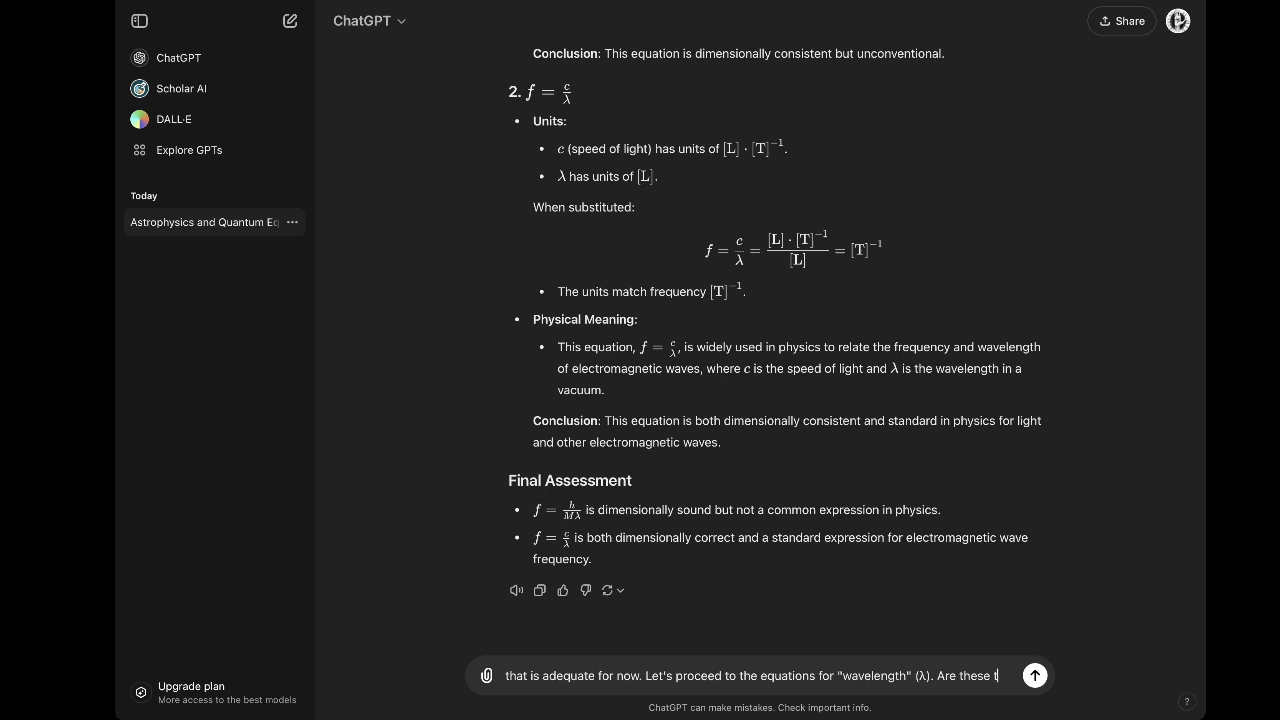 ChatGPT
Share
ChatGPT
Scholar AI
DALL·E
Explore GPTs
Today
Astrophysics and Quantum Eq
Upgrade plan
More access to the best models
Conclusion: This equation is dimensionally consistent but unconventional.
2. f = c/λ
• Units:
• c (speed of light) has units of [L] · [T]⁻¹.
• λ has units of [L].
When substituted:
f = c/λ = [L] · [T]⁻¹/[L] = [T]⁻¹
• The units match frequency [T]⁻¹.
• Physical Meaning:
• This equation, f = c/λ, is widely used in physics to relate the frequency and wavelength
of electromagnetic waves, where c is the speed of light and λ is the wavelength in a
vacuum.
Conclusion: This equation is both dimensionally consistent and standard in physics for light
and other electromagnetic waves.
Final Assessment
• f = h/Mλ is dimensionally sound but not a common expression in physics.
• f = c/λ is both dimensionally correct and a standard expression for electromagnetic wave
frequency.
that is adequate for now. Let's proceed to the equations for "wavelength" (λ). Are these t
ChatGPT can make mistakes. Check important info.
?